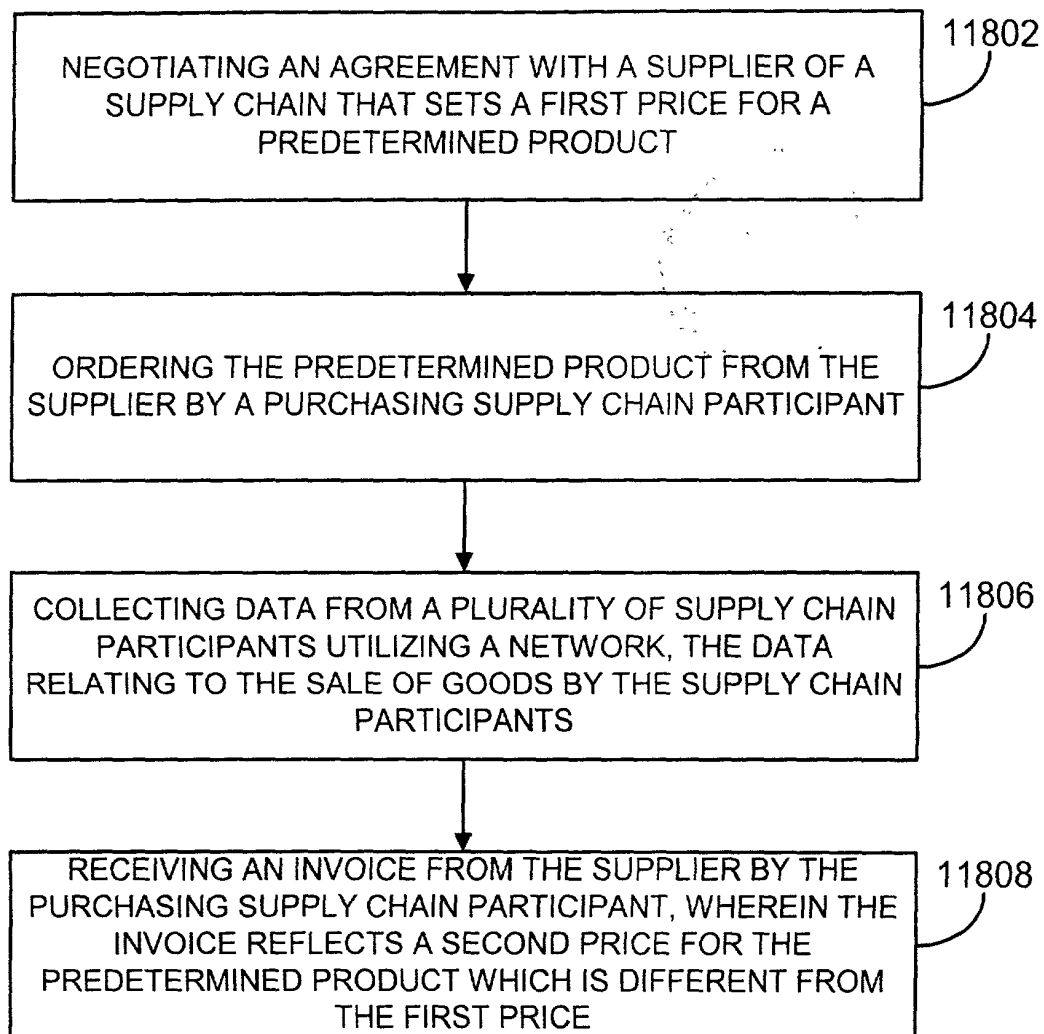 11802
NEGOTIATING AN AGREEMENT WITH A SUPPLIER OF A
SUPPLY CHAIN THAT SETS A FIRST PRICE FOR A
PREDETERMINED PRODUCT
11804
ORDERING THE PREDETERMINED PRODUCT FROM THE
SUPPLIER BY A PURCHASING SUPPLY CHAIN PARTICIPANT
11806
COLLECTING DATA FROM A PLURALITY OF SUPPLY CHAIN
PARTICIPANTS UTILIZING A NETWORK, THE DATA
RELATING TO THE SALE OF GOODS BY THE SUPPLY CHAIN
PARTICIPANTS
11808
RECEIVING AN INVOICE FROM THE SUPPLIER BY THE
PURCHASING SUPPLY CHAIN PARTICIPANT, WHEREIN THE
INVOICE REFLECTS A SECOND PRICE FOR THE
PREDETERMINED PRODUCT WHICH IS DIFFERENT FROM
THE FIRST PRICE